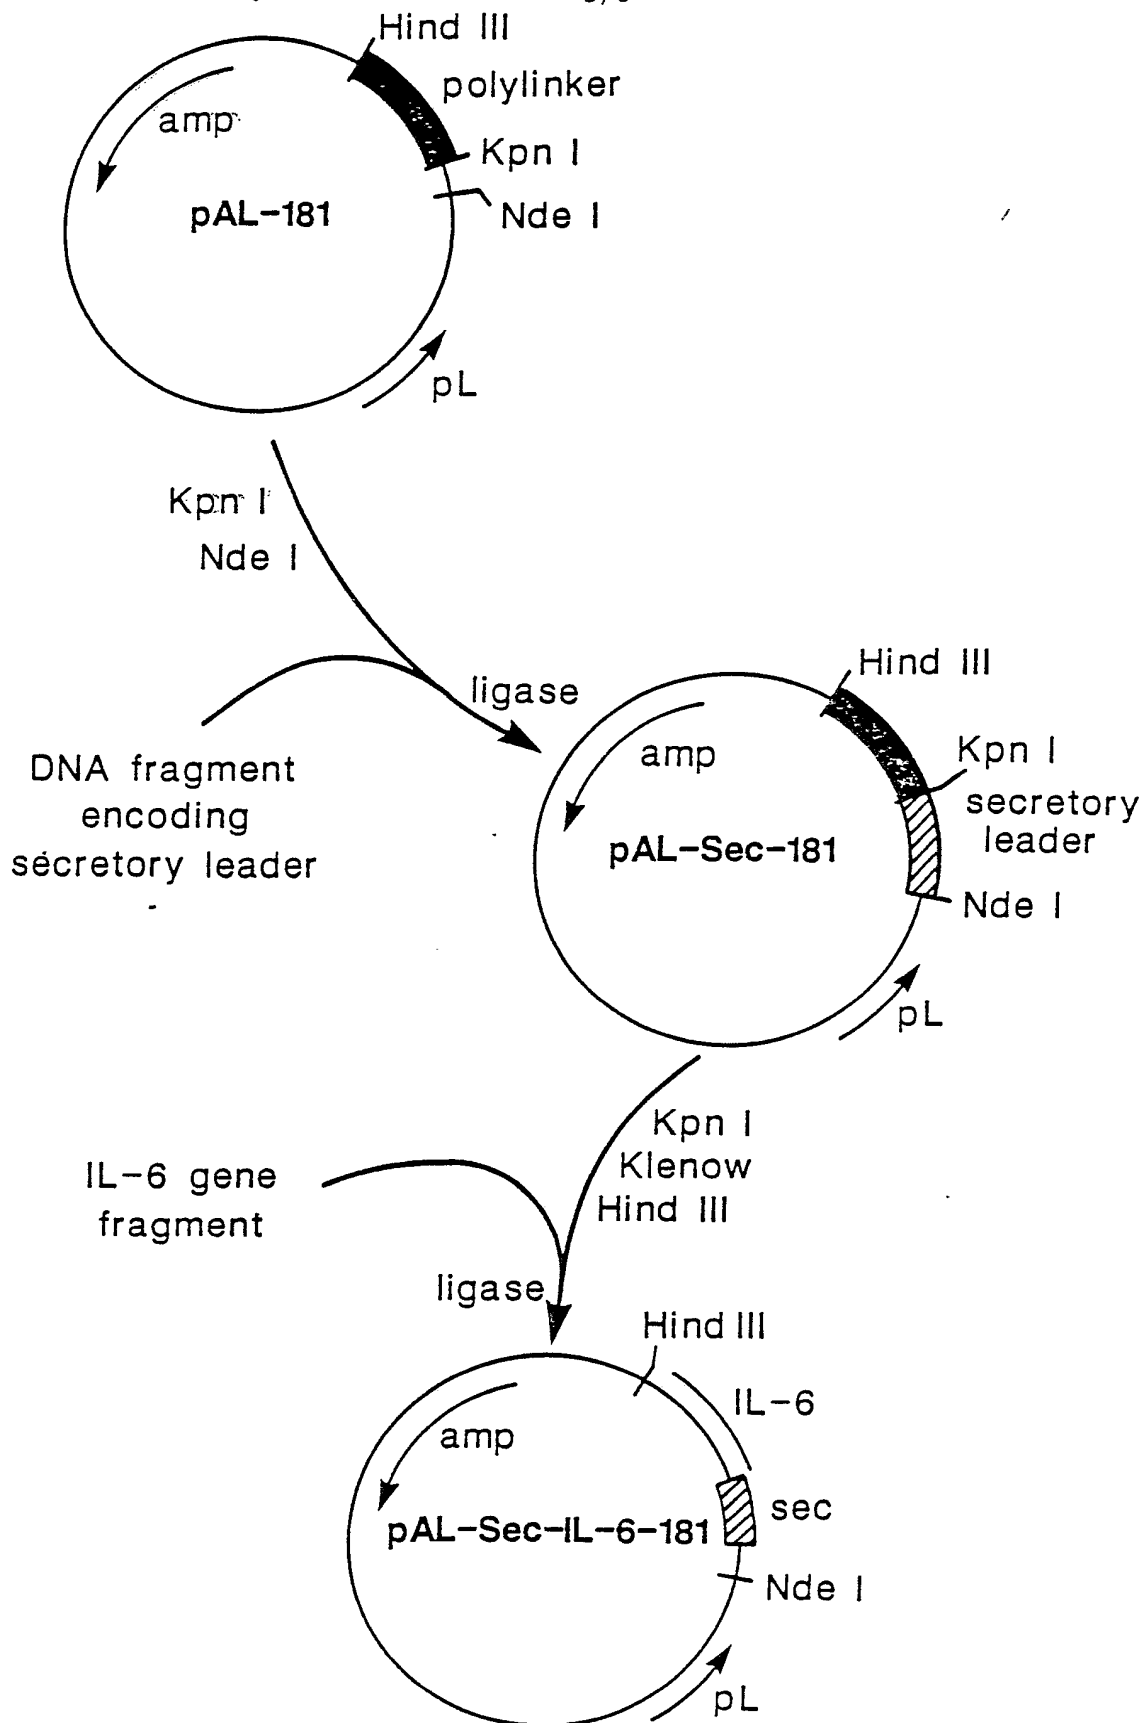 Hind III
polylinker
amp
Kpn I
pAL-181
Nde I
pL
Kpn I
Nde I
ligase
DNA fragment
encoding
secretory leader
Hind III
amp
Kpn I
secretory
leader
pAL-Sec-181
Nde I
pL
Kpn I
Klenow
Hind III
IL-6 gene
fragment
ligase
Hind III
IL-6
amp
sec
pAL-Sec-IL-6-181
Nde I
pL